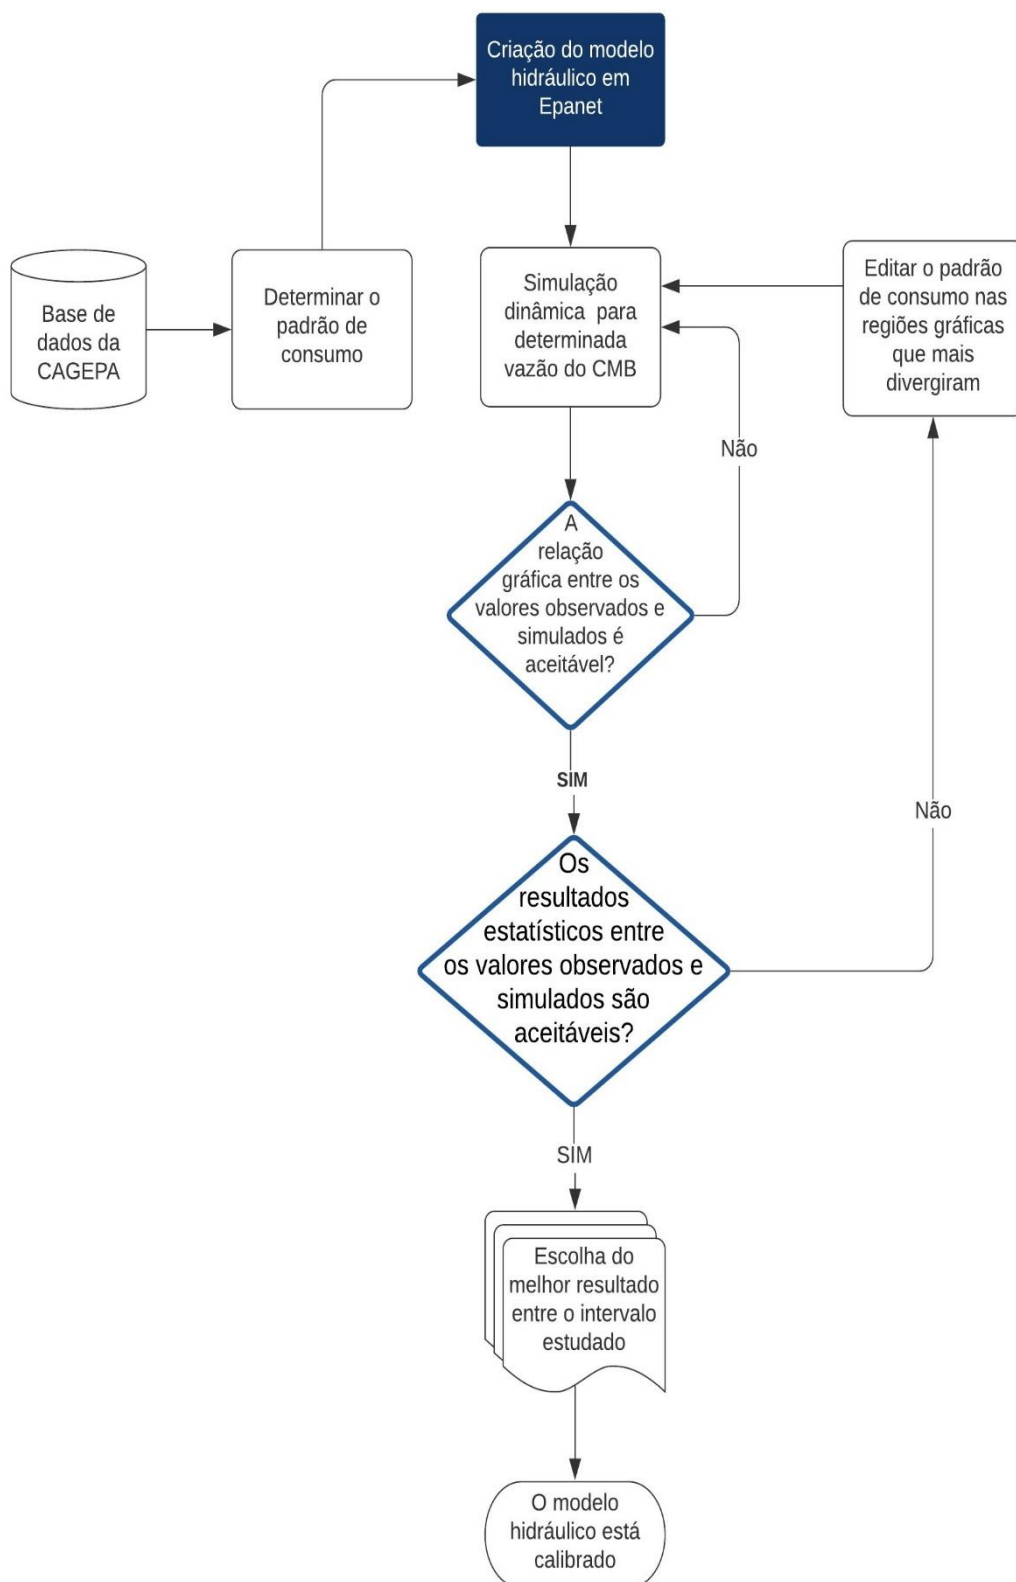 Criação do modelo
hidráulico em
Epanet
Base de
dados da
CAGEPA
Determinar o
padrão de
consumo
Simulação
dinâmica para
determinada
vazão do CMB
Editar o padrão
de consumo nas
regiões gráficas
que mais
divergiram
Não
A
relação
gráfica entre os
valores observados e
simulados é
aceitável?
SIM
Não
Os
resultados
estatísticos entre
os valores observados e
simulados são
aceitáveis?
SIM
Escolha do
melhor resultado
entre o intervalo
estudado
O modelo
hidráulico está
calibrado